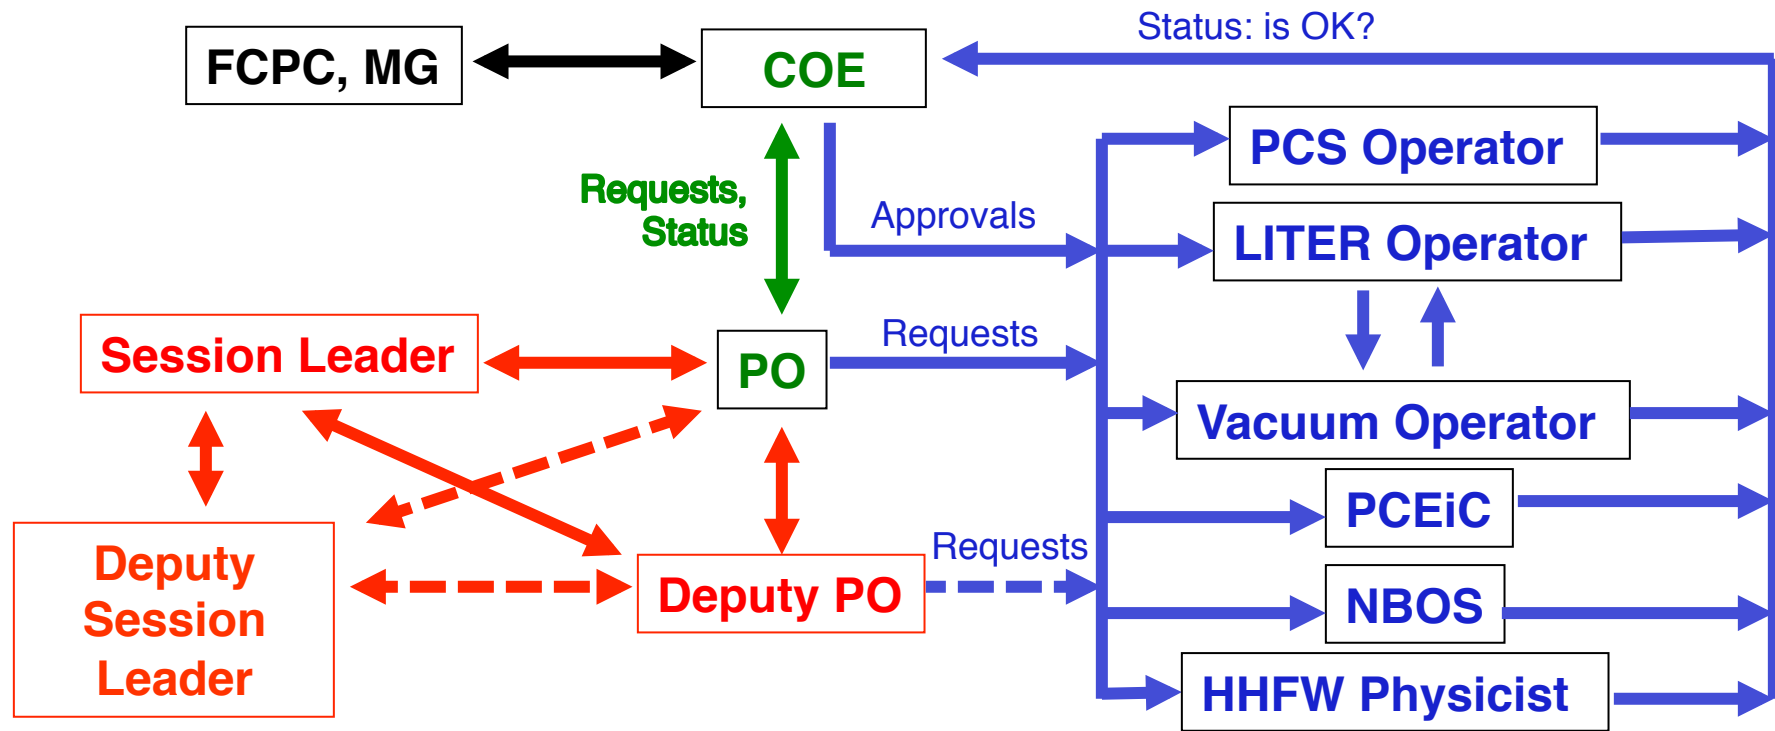 Status: is OK?
FCPC, MG
COE
PCS Operator
Requests,
Status
Approvals
LITER Operator
Session Leader
PO
Requests
Vacuum Operator
PCEiC
Deputy
Session
Leader
Deputy PO
Requests
NBOS
HHFW Physicist